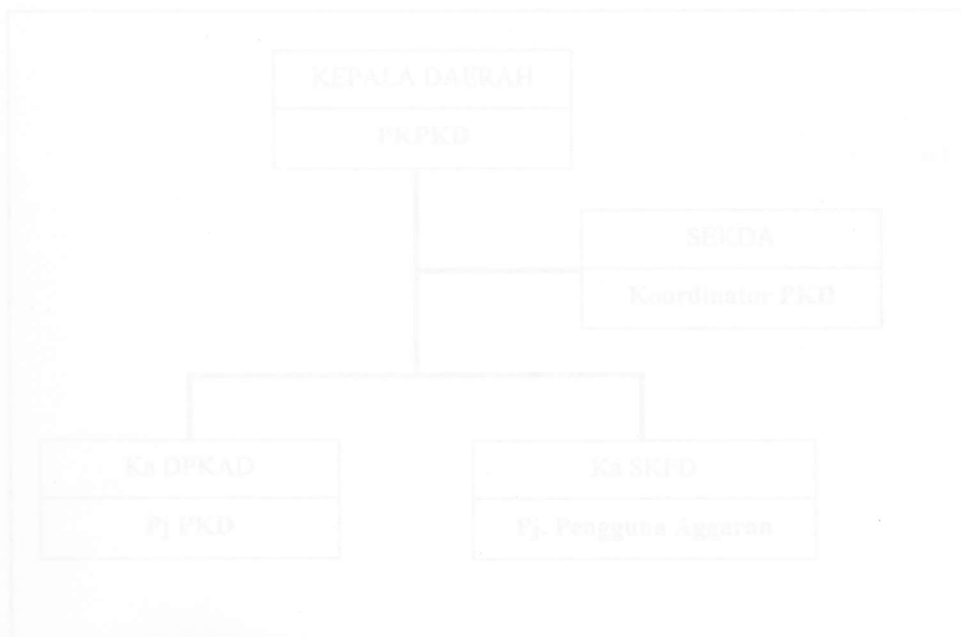 KEPALA DAERAH
PKPKD
SEKDA
Koordinator PKD
Ka DPKAD
Pj PKD
Ka SKPD
Pj. Pengguna Aggaran